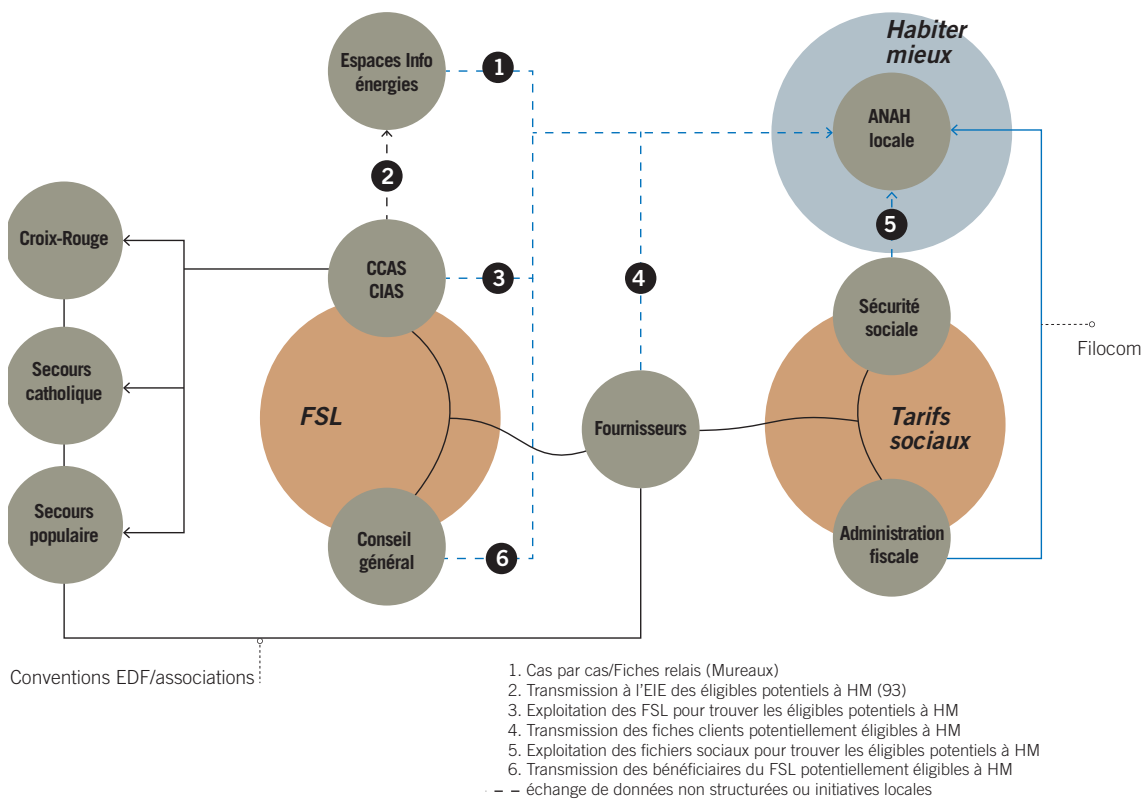 Habiter
mieux
Espaces Info
énergies
1
ANAH
locale
2
5
Croix-Rouge
CCAS
CIAS
3
4
Sécurité
sociale
Filocom
Secours
catholique
FSL
Fournisseurs
Tarifs
sociaux
Secours
populaire
Conseil
général
6
Administration
fiscale
Conventions EDF/associations
1. Cas par cas/Fiches relais (Mureaux)
2. Transmission à l’EIE des éligibles potentiels à HM (93)
3. Exploitation des FSL pour trouver les éligibles potentiels à HM
4. Transmission des fiches clients potentiellement éligibles à HM
5. Exploitation des fichiers sociaux pour trouver les éligibles potentiels à HM
6. Transmission des bénéficiaires du FSL potentiellement éligibles à HM
échange de données non structurées ou initiatives locales